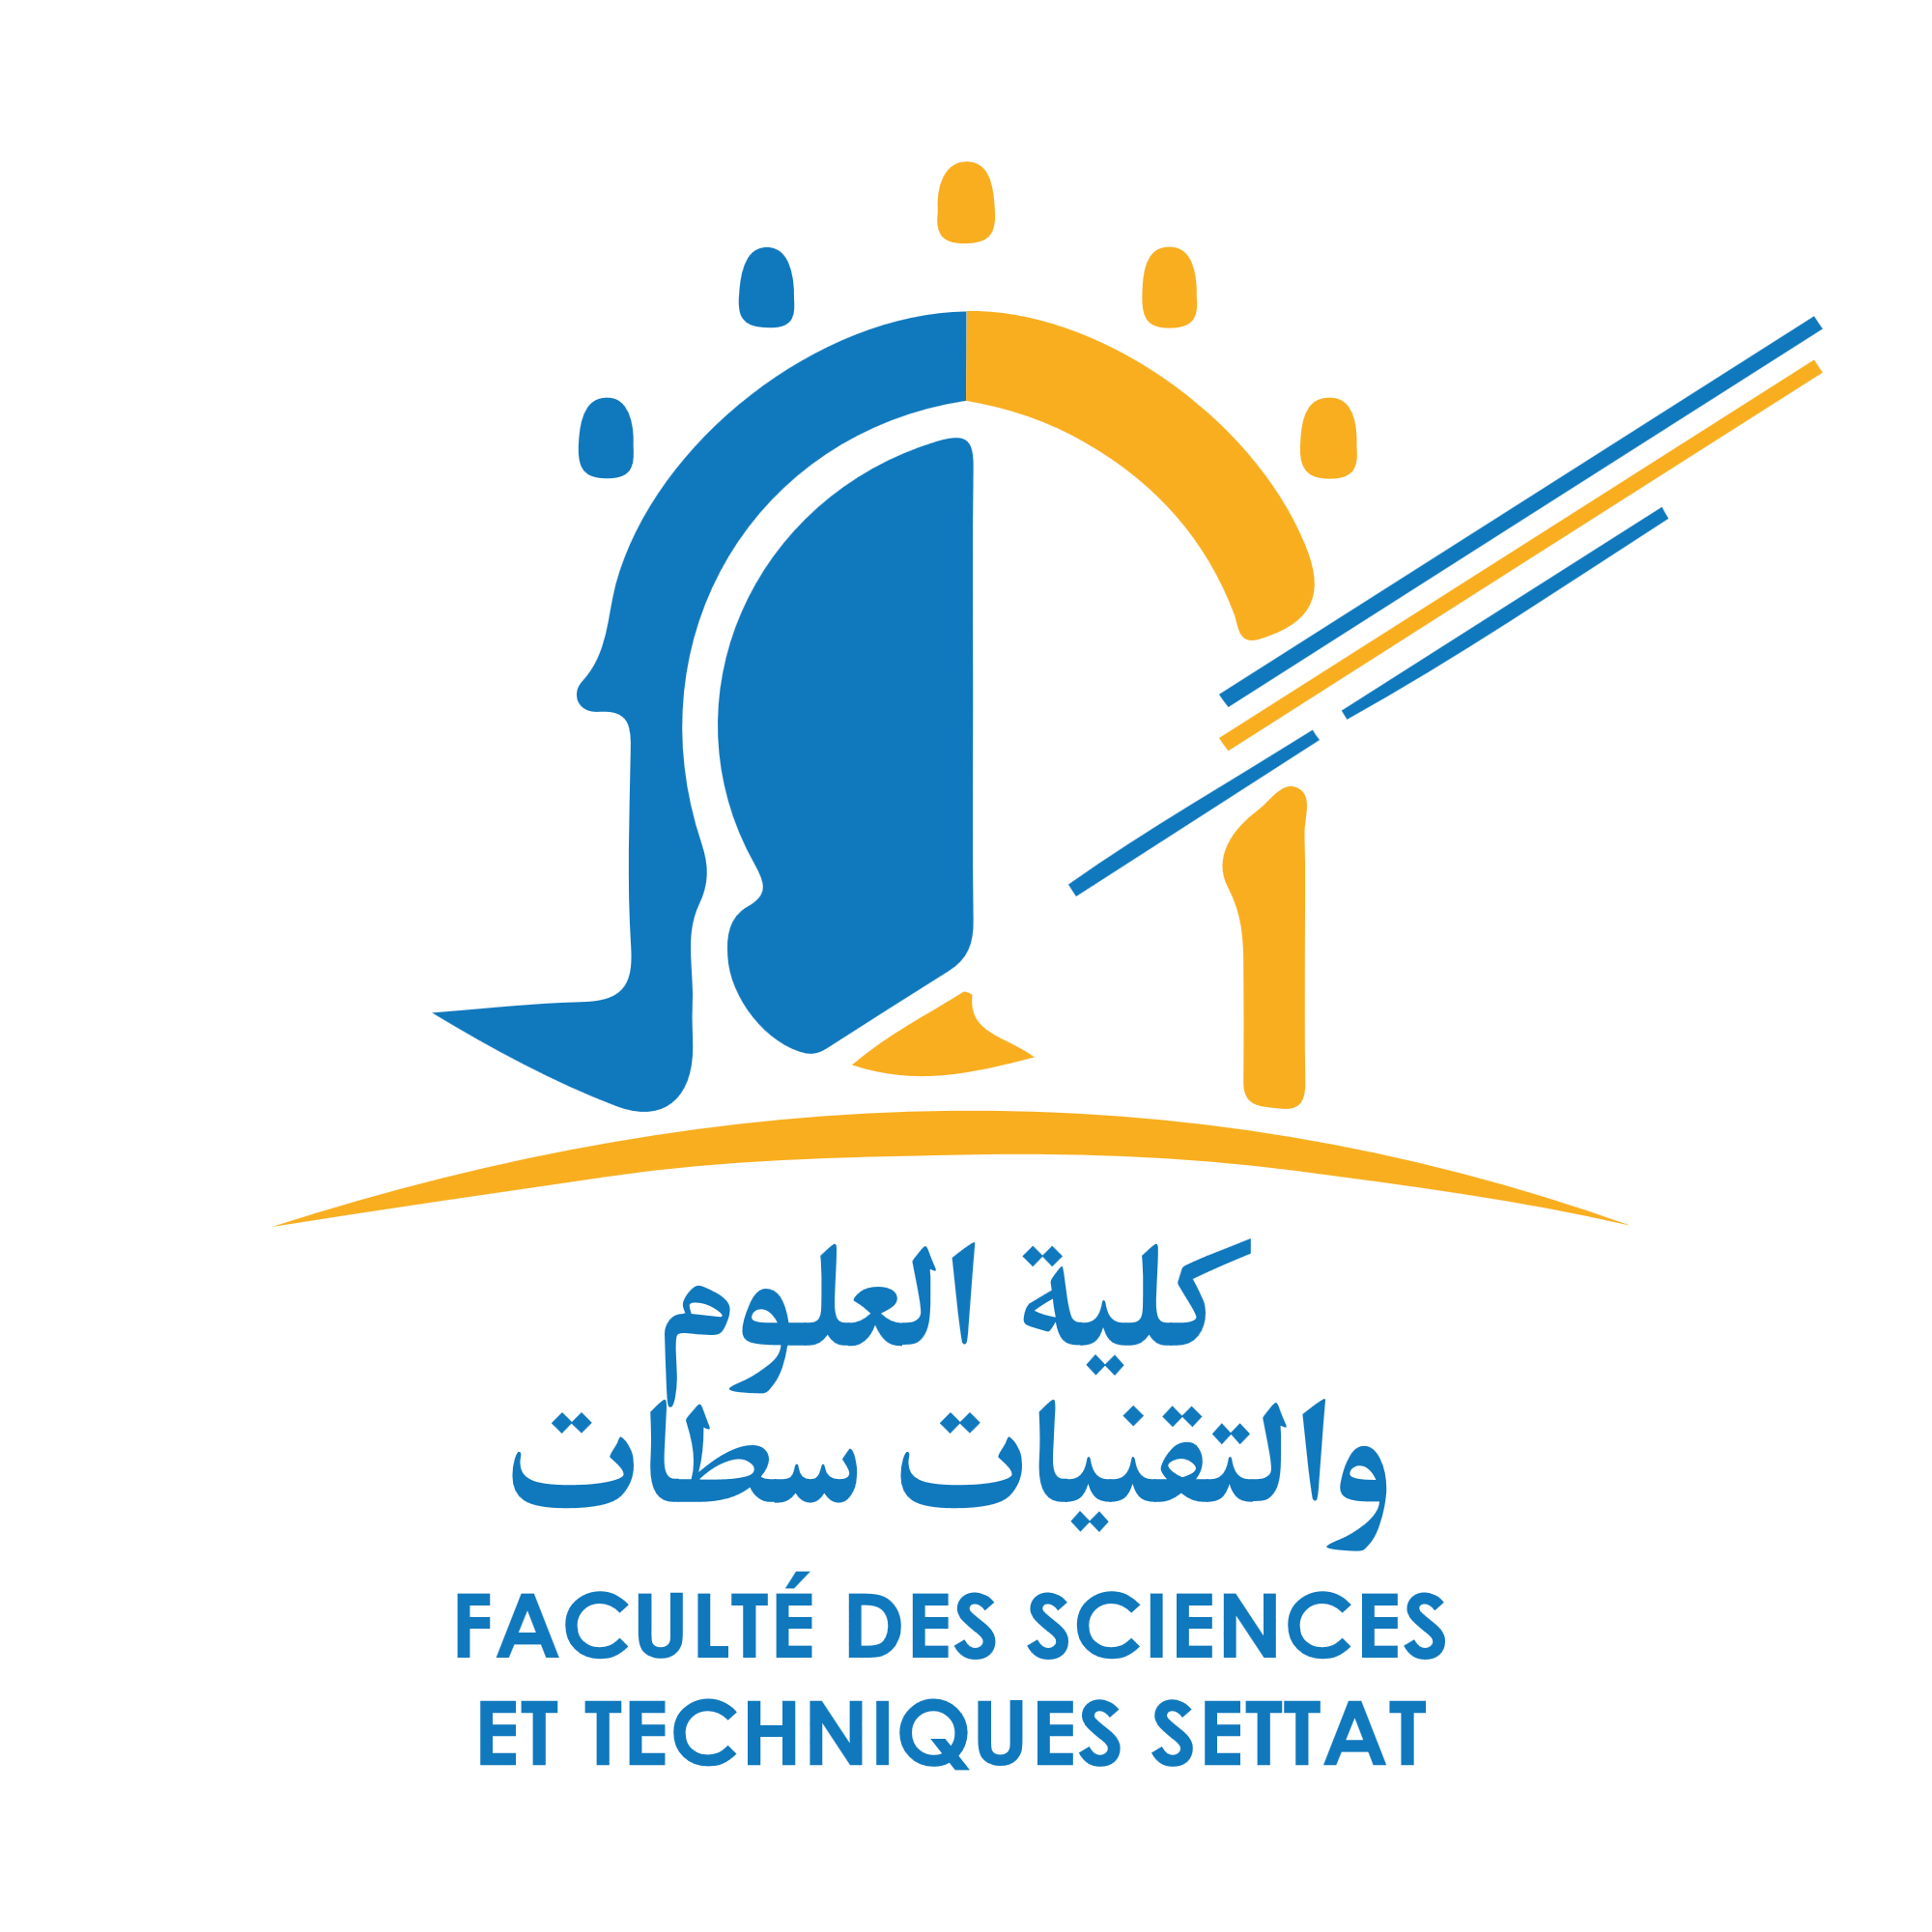 كلية العلوم
والتقنيات سطات
FACULTÉ DES SCIENCES
ET TECHNIQUES SETTAT